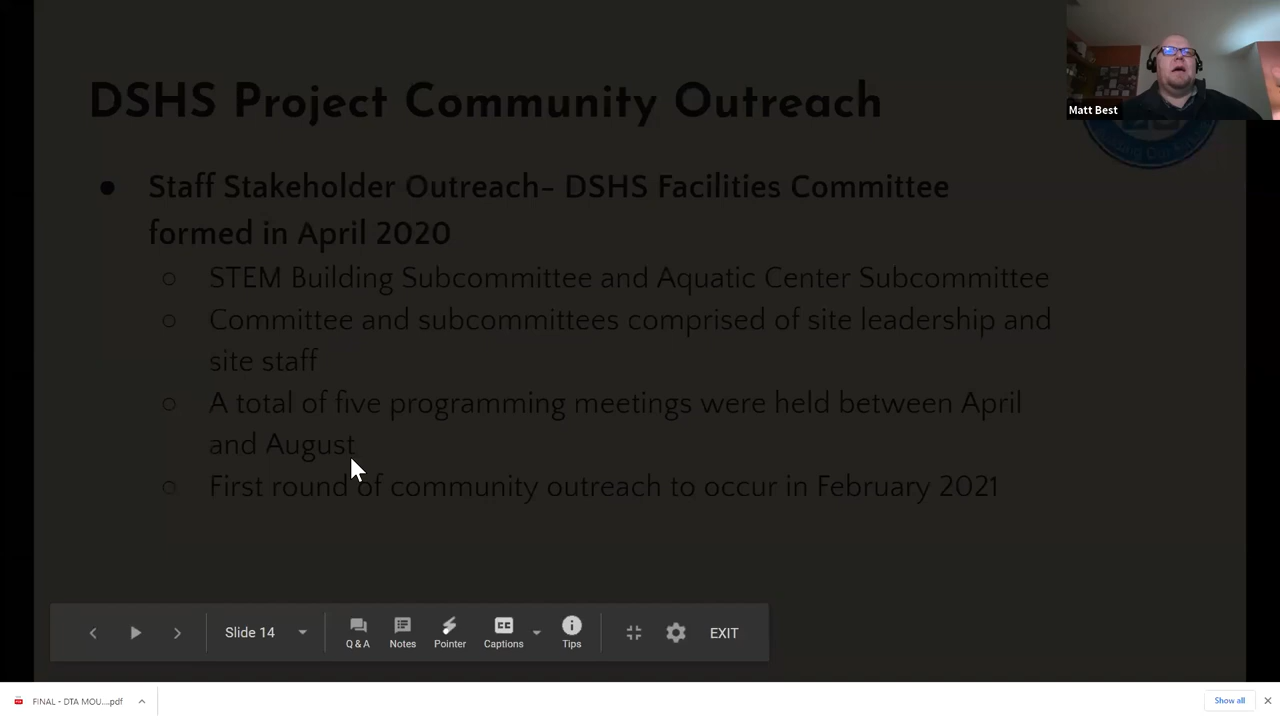 DSHS Project Community Outreach
Matt Best
● Staff Stakeholder Outreach- DSHS Facilities Committee
formed in April 2020
○ STEM Building Subcommittee and Aquatic Center Subcommittee
○ Committee and subcommittees comprised of site leadership and
site staff
○ A total of five programming meetings were held between April
and August
○ First round of community outreach to occur in February 2021
Slide 14
Q & A
Notes
Pointer
CC
Captions
Tips
EXIT
FINAL - DTA MOU....pdf
Show all